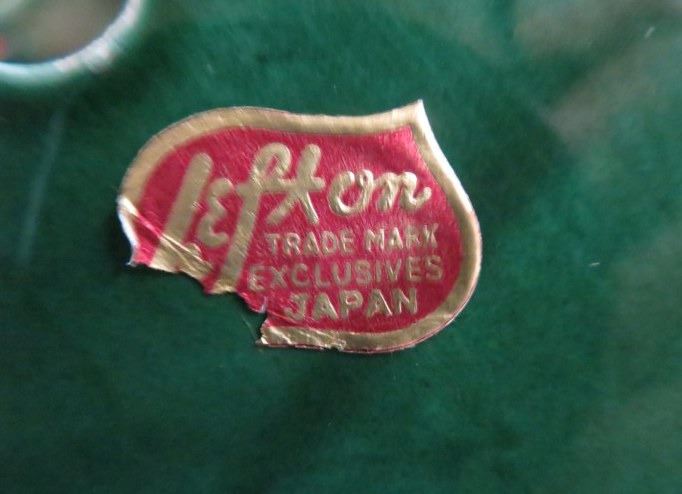 Lefton
TRADE MARK
EXCLUSIVES
JAPAN